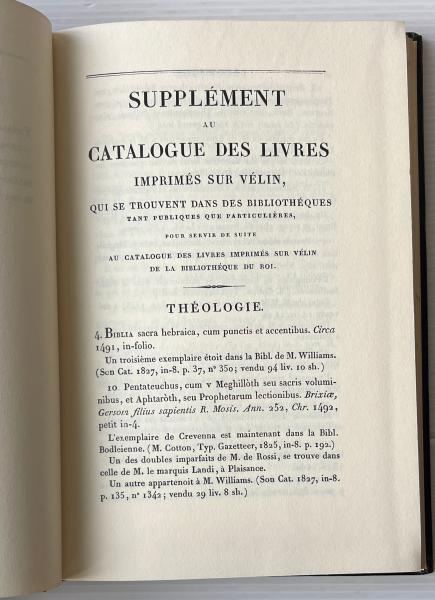 SUPPLÉMENT
AU
CATALOGUE DES LIVRES
IMPRIMÉS SUR VÉLIN,
QUI SE TROUVENT DANS DES BIBLIOTHÉQUES
TANT PUBLIQUES QUE PARTICULIÈRES,
POUR SERVIR DE SUITE
AU CATALOGUE DES LIVRES IMPRIMÉS SUR VÉLIN
DE LA BIBLIOTHÉQUE DU ROI.
THÉOLOGIE.
4. BIBLIA sacra hebraica, cum punctis et accentibus. Circa
1491, in-folio.
Un troisième exemplaire étoit dans la Bibl. de M. Williams.
(Son Cat. 1827, in-8. p. 37, n° 350; vendu 94 liv. 10 sh.)
10. Pentateuchus, cum v Meghillòth seu sacris volumi-
nibus, et Aphtaròth, seu Prophetarum lectionibus. Brixiæ,
Gersom filius sapientis R. Mosis. Ann. 252, Chr. 1492,
petit in-4.
L'exemplaire de Crevenna est maintenant dans la Bibl.
Bodleienne. (M. Cotton, Typ. Gazetteer, 1825, in-8. p. 192.)
Un des doubles imparfaits de M. de Rossi, se trouve dans
celle de M. le marquis Landi, à Plaisance.
Un autre appartenoit à M. Williams. (Son Cat. 1827, in-8.
p. 135, n° 1342; vendu 29 liv. 8 sh.)